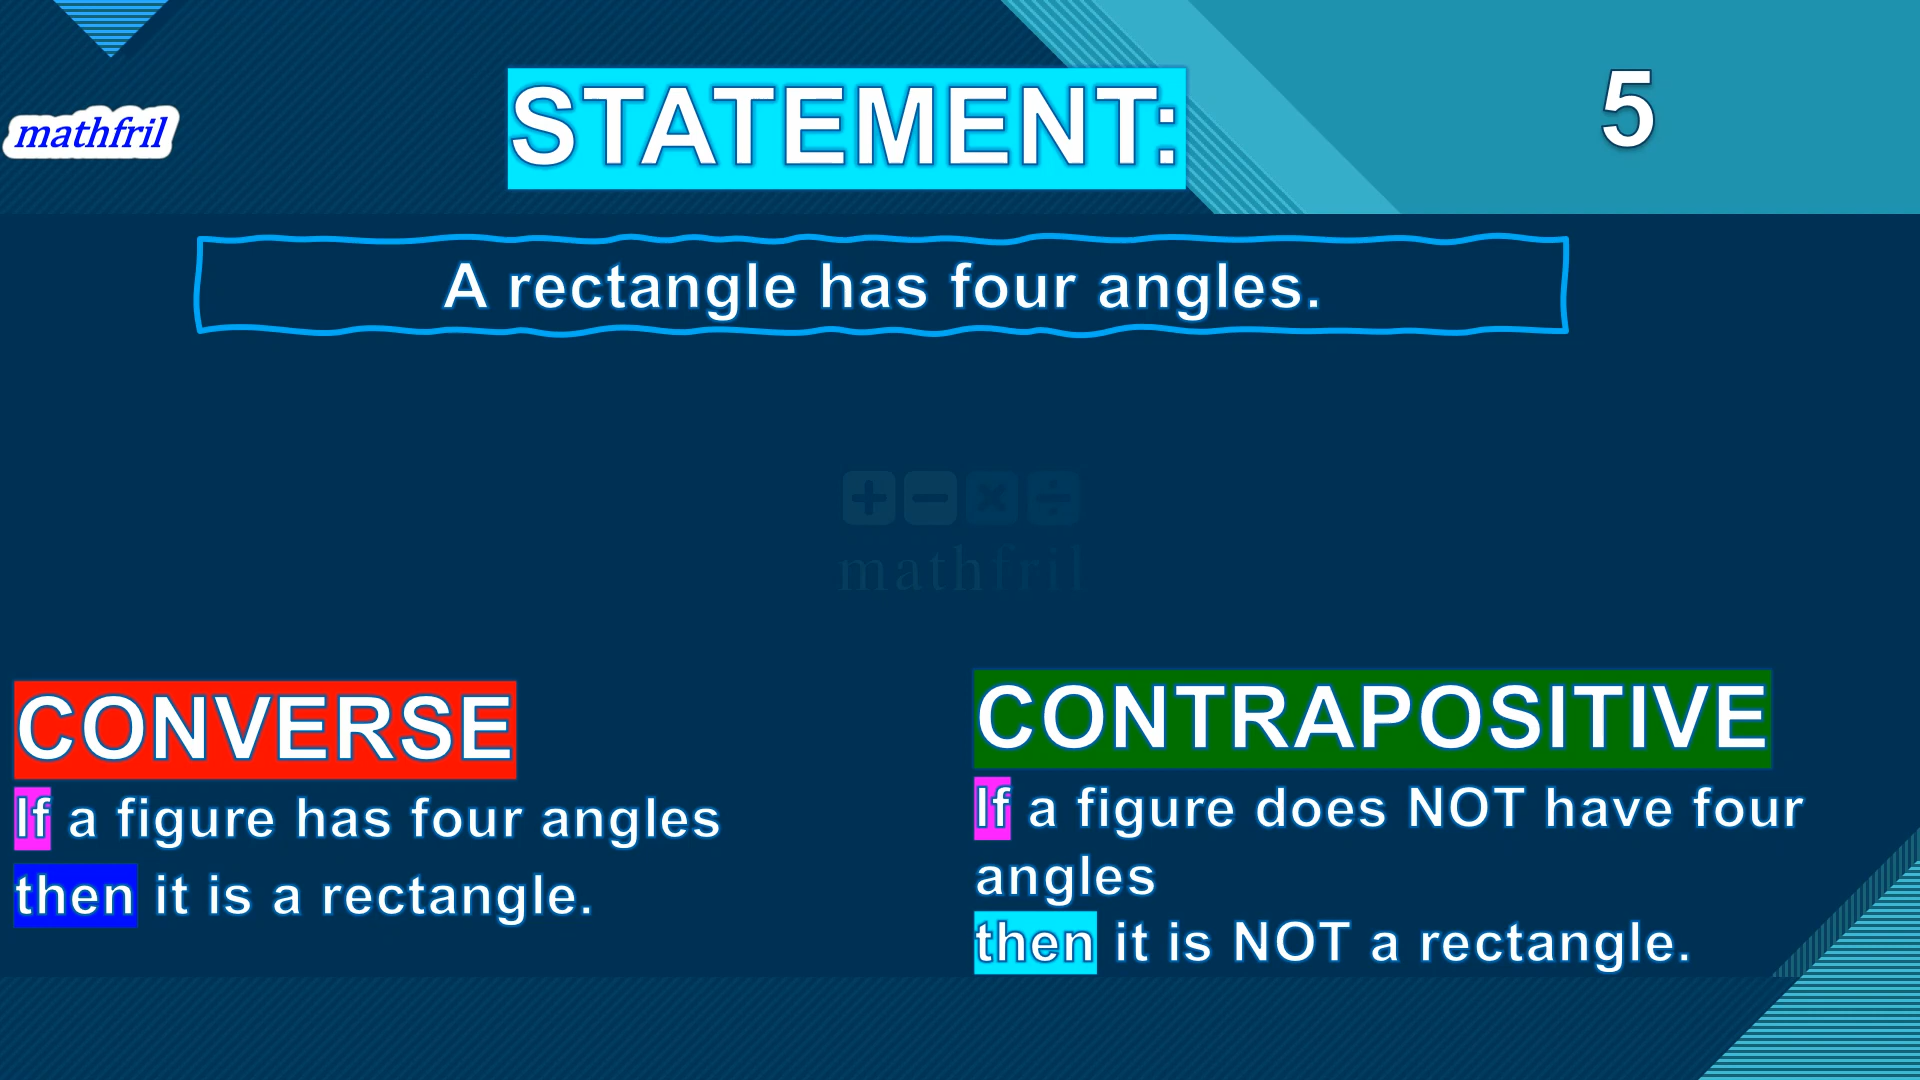 mathfril
STATEMENT:
5
A rectangle has four angles.
mathfril
CONVERSE
If a figure has four angles
then it is a rectangle.
CONTRAPOSITIVE
If a figure does NOT have four
angles
then it is NOT a rectangle.